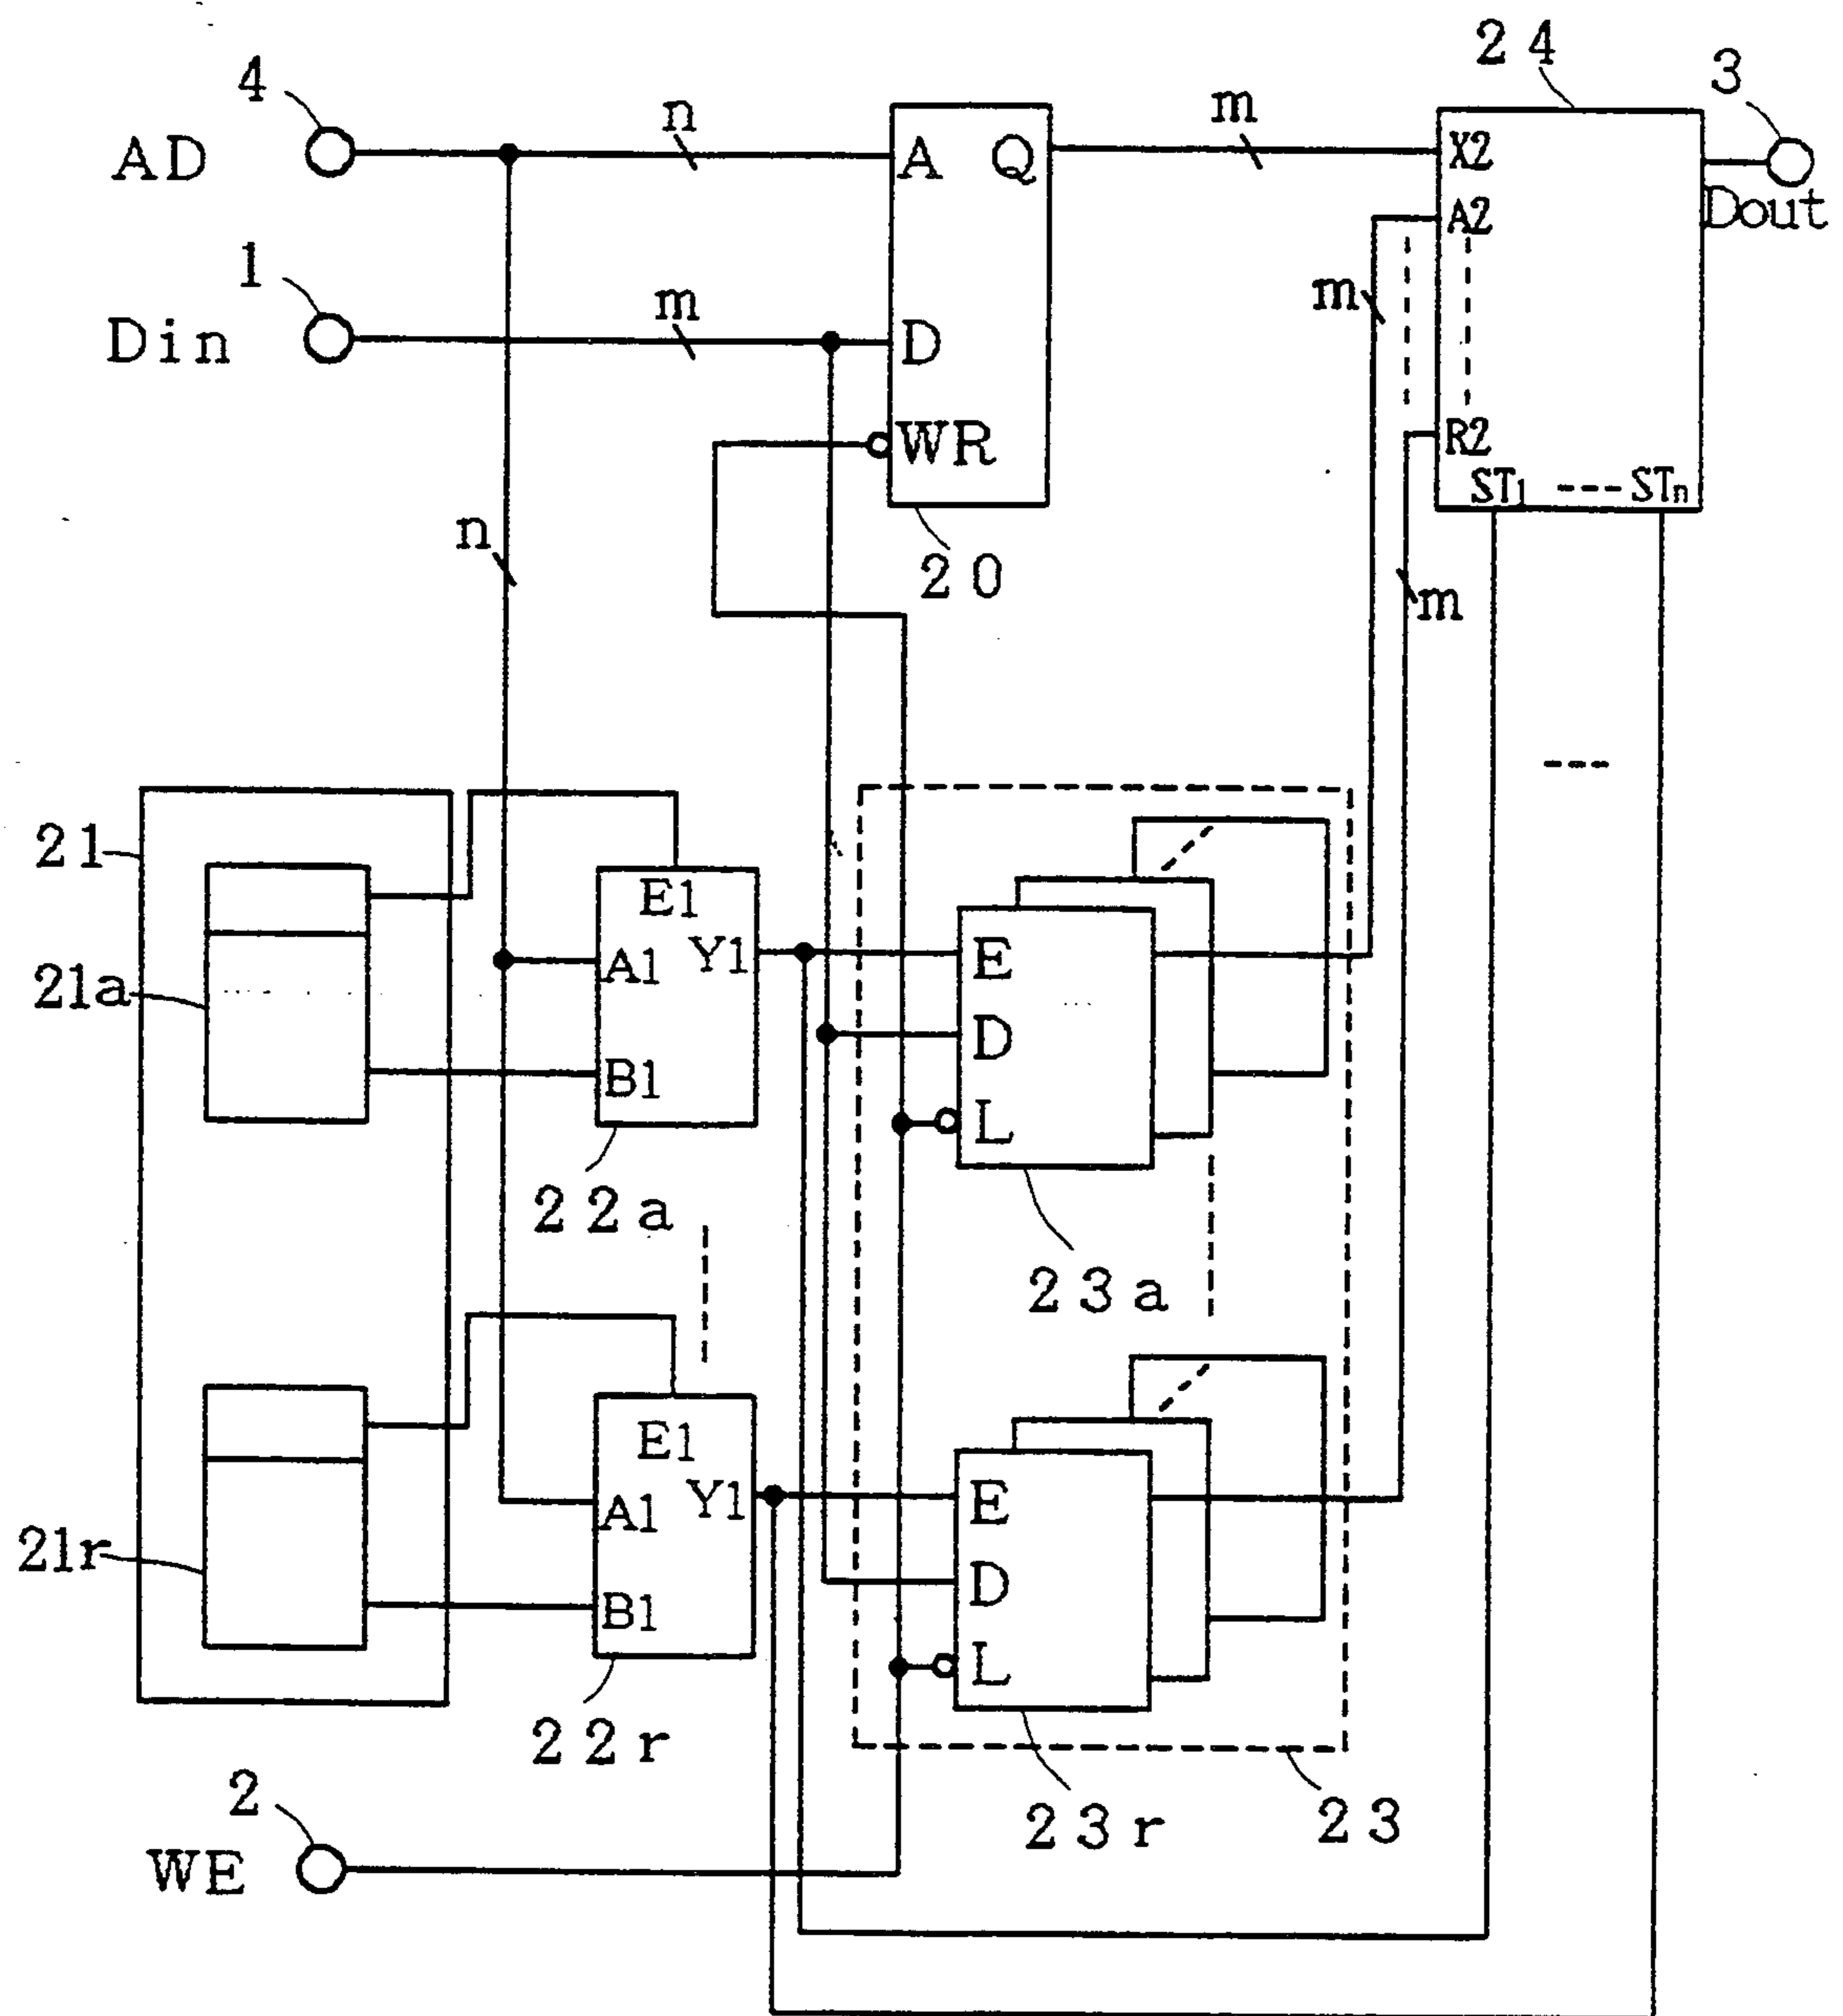 24
4
3
n
m
AD
A
Q
X2
A2
Dout
1
m
m
Din
D
R2
WR
ST1 --- STn
n
20
m
---
21
E1
21a
A1
Y1
E
D
B1
L
22a
23a
E1
A1
Y1
E
21r
D
B1
L
22r
23r
23
2
WE